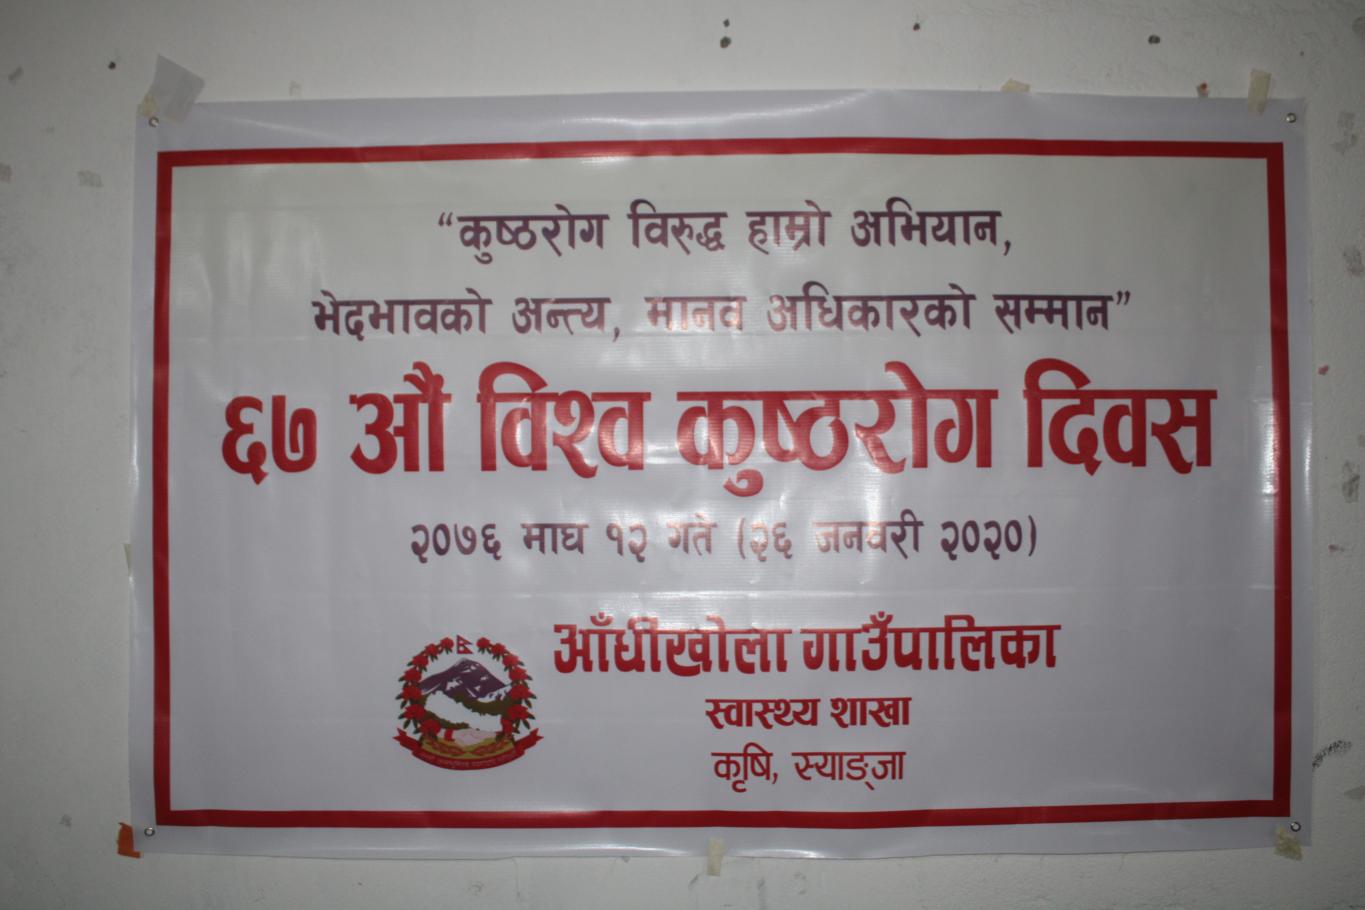 “कुष्ठरोग विरुद्ध हाम्रो अभियान,
भेदभावको अन्त्य, मानव अधिकारको सम्मान”
६७ औं विश्व कुष्ठरोग दिवस
२०७६ माघ १२ गते (२६ जनवरी २०२०)
आँधीखोला गाउँपालिका
स्वास्थ्य शाखा
कृषि, स्याङ्जा